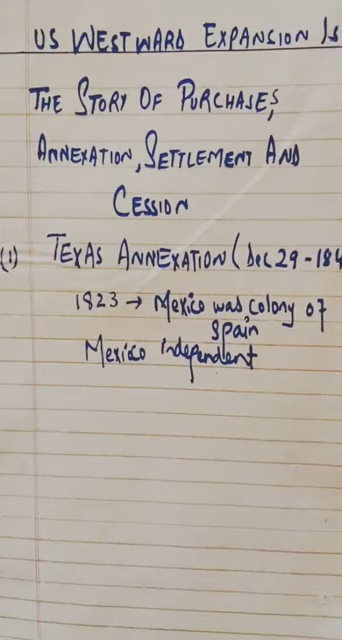 US WESTWARD EXPANSION IS
THE STORY OF PURCHASES,
ANNEXATION, SETTLEMENT AND
CESSION
(1) TEXAS ANNEXATION (Dec 29-184
1823 → Mexico was colony of
spain
Mexico independent